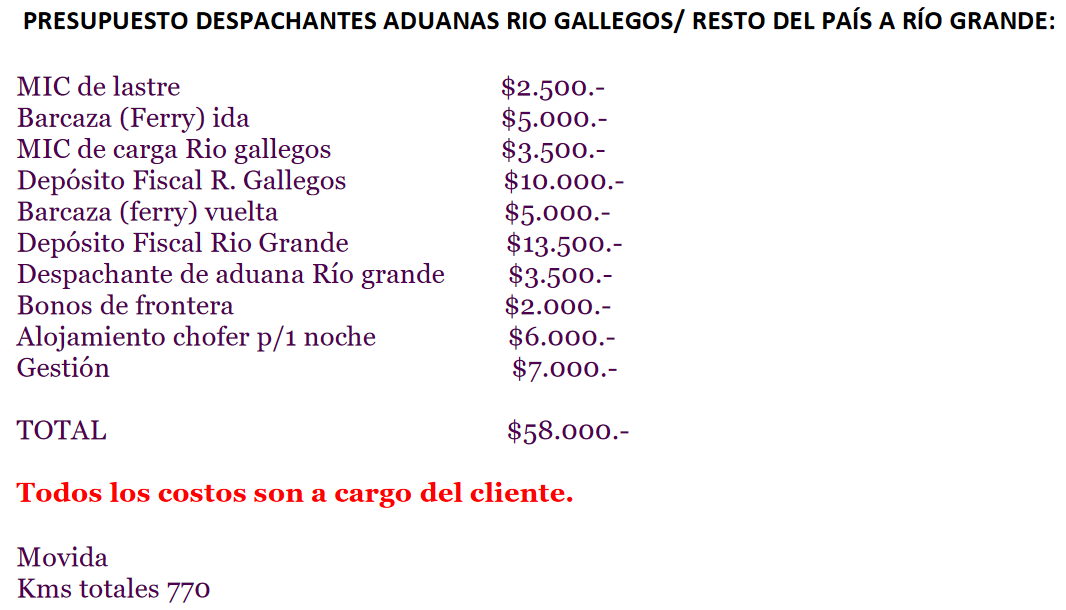 PRESUPUESTO DESPACHANTES ADUANAS RIO GALLEGOS/ RESTO DEL PAÍS A RÍO GRANDE:
MIC de lastre $2.500.-
Barcaza (Ferry) ida $5.000.-
MIC de carga Rio gallegos $3.500.-
Depósito Fiscal R. Gallegos $10.000.-
Barcaza (ferry) vuelta $5.000.-
Depósito Fiscal Rio Grande $13.500.-
Despachante de aduana Río grande $3.500.-
Bonos de frontera $2.000.-
Alojamiento chofer p/1 noche $6.000.-
Gestión $7.000.-
TOTAL $58.000.-
Todos los costos son a cargo del cliente.
Movida
Kms totales 770